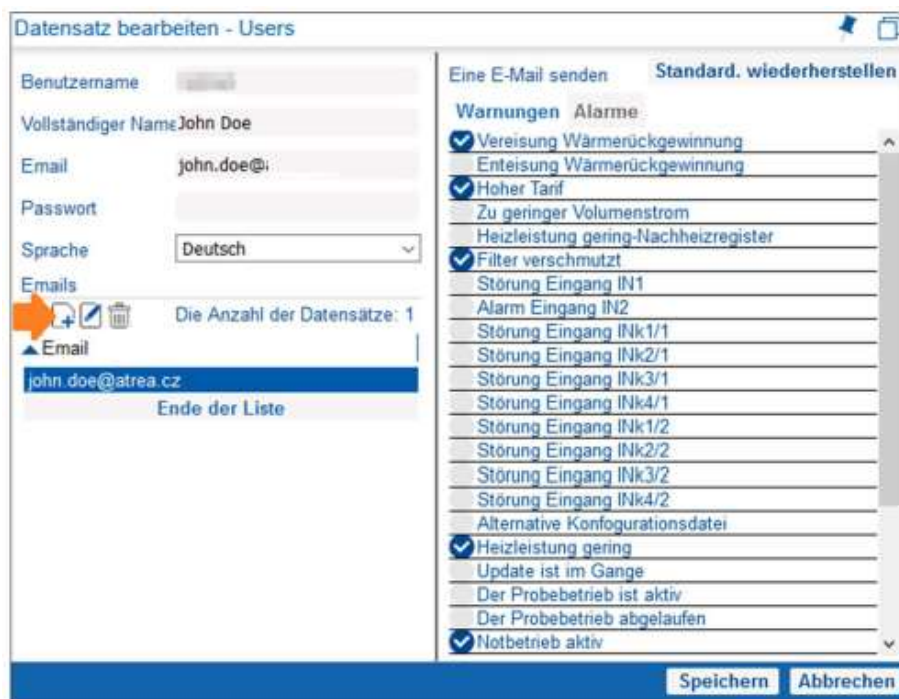 Datensatz bearbeiten - Users
Benutzername
Vollständiger Name John Doe
Email john.doe@
Passwort
Sprache Deutsch
Emails
Die Anzahl der Datensätze: 1
Email
john.doe@atrea.cz
Ende der Liste
Eine E-Mail senden Standard. wiederherstellen
Warnungen Alarme
Vereisung Wärmerückgewinnung
Enteisung Wärmerückgewinnung
Hoher Tarif
Zu geringer Volumenstrom
Heizleistung gering-Nachheizregister
Filter verschmutzt
Störung Eingang IN1
Alarm Eingang IN2
Störung Eingang INk1/1
Störung Eingang INk2/1
Störung Eingang INk3/1
Störung Eingang INk4/1
Störung Eingang INk1/2
Störung Eingang INk2/2
Störung Eingang INk3/2
Störung Eingang INk4/2
Alternative Konfogurationsdatei
Heizleistung gering
Update ist im Gange
Der Probebetrieb ist aktiv
Der Probebetrieb abgelaufen
Notbetrieb aktiv
Speichern Abbrechen